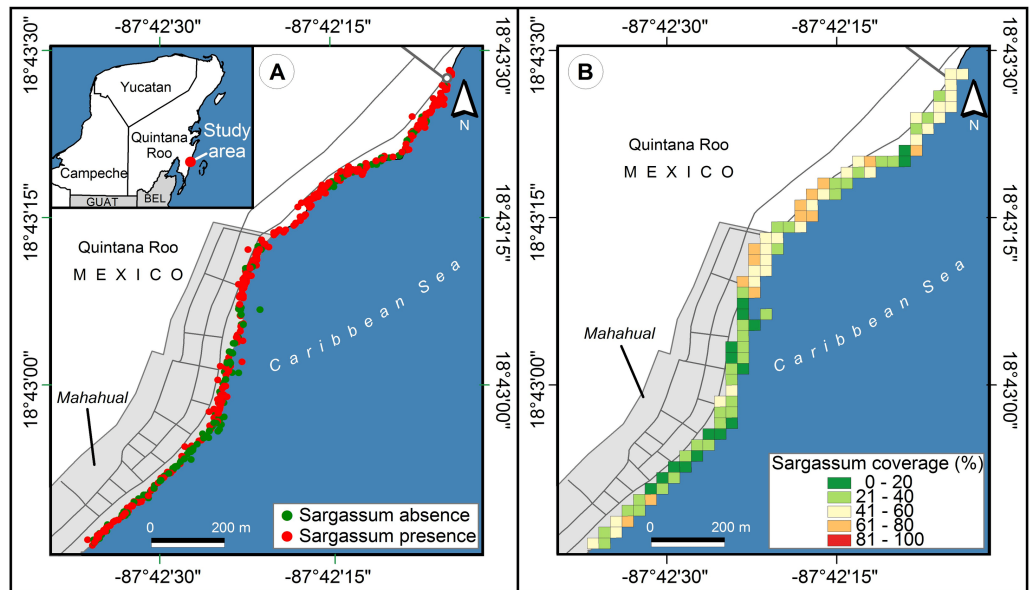 -87°42'30"
-87°42'15"
-87°42'30"
-87°42'15"
18°43'30"
18°43'15"
18°43'00"
A
Yucatan
Quintana
Roo
Campeche
GUAT
BEL
Study
area
N
18°43'30"
18°43'15"
18°43'00"
Quintana Roo
MEXICO
Caribbean Sea
Mahahual
0 200 m
Sargassum absence
Sargassum presence
-87°42'30"
-87°42'15"
18°43'30"
18°43'15"
18°43'00"
B
N
Quintana Roo
MEXICO
18°43'30"
18°43'15"
18°43'00"
Caribbean Sea
Mahahual
0 200 m
Sargassum coverage (%)
0 - 20
21 - 40
41 - 60
61 - 80
81 - 100
-87°42'30"
-87°42'15"